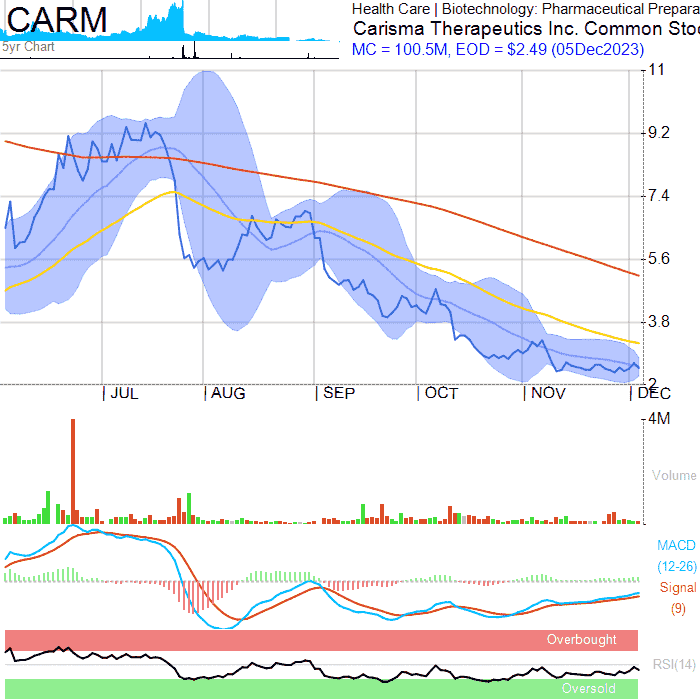 CARM
5yr Chart
Health Care | Biotechnology: Pharmaceutical Prepara
Carisma Therapeutics Inc. Common Stoc
MC = 100.5M, EOD = $2.49 (05Dec2023)
11
9.2
7.4
5.6
3.8
2
JUL
AUG
SEP
OCT
NOV
DEC
4M
Volume
MACD
(12-26)
Signal
(9)
Overbought
RSI(14)
Oversold